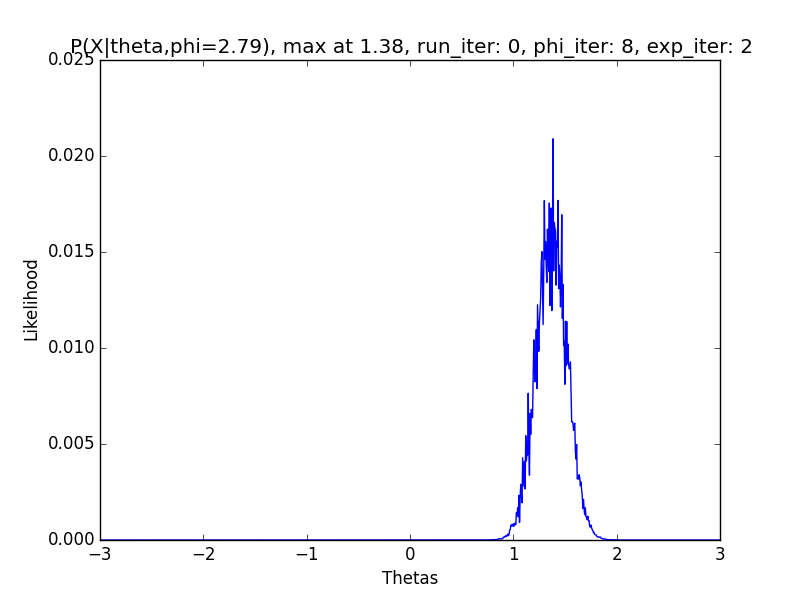 P(X|theta,phi=2.79), max at 1.38, run_iter: 0, phi_iter: 8, exp_iter: 2
0.025
0.020
0.015
0.010
0.005
0.000
Likelihood
−3 −2 −1 0 1 2 3
Thetas